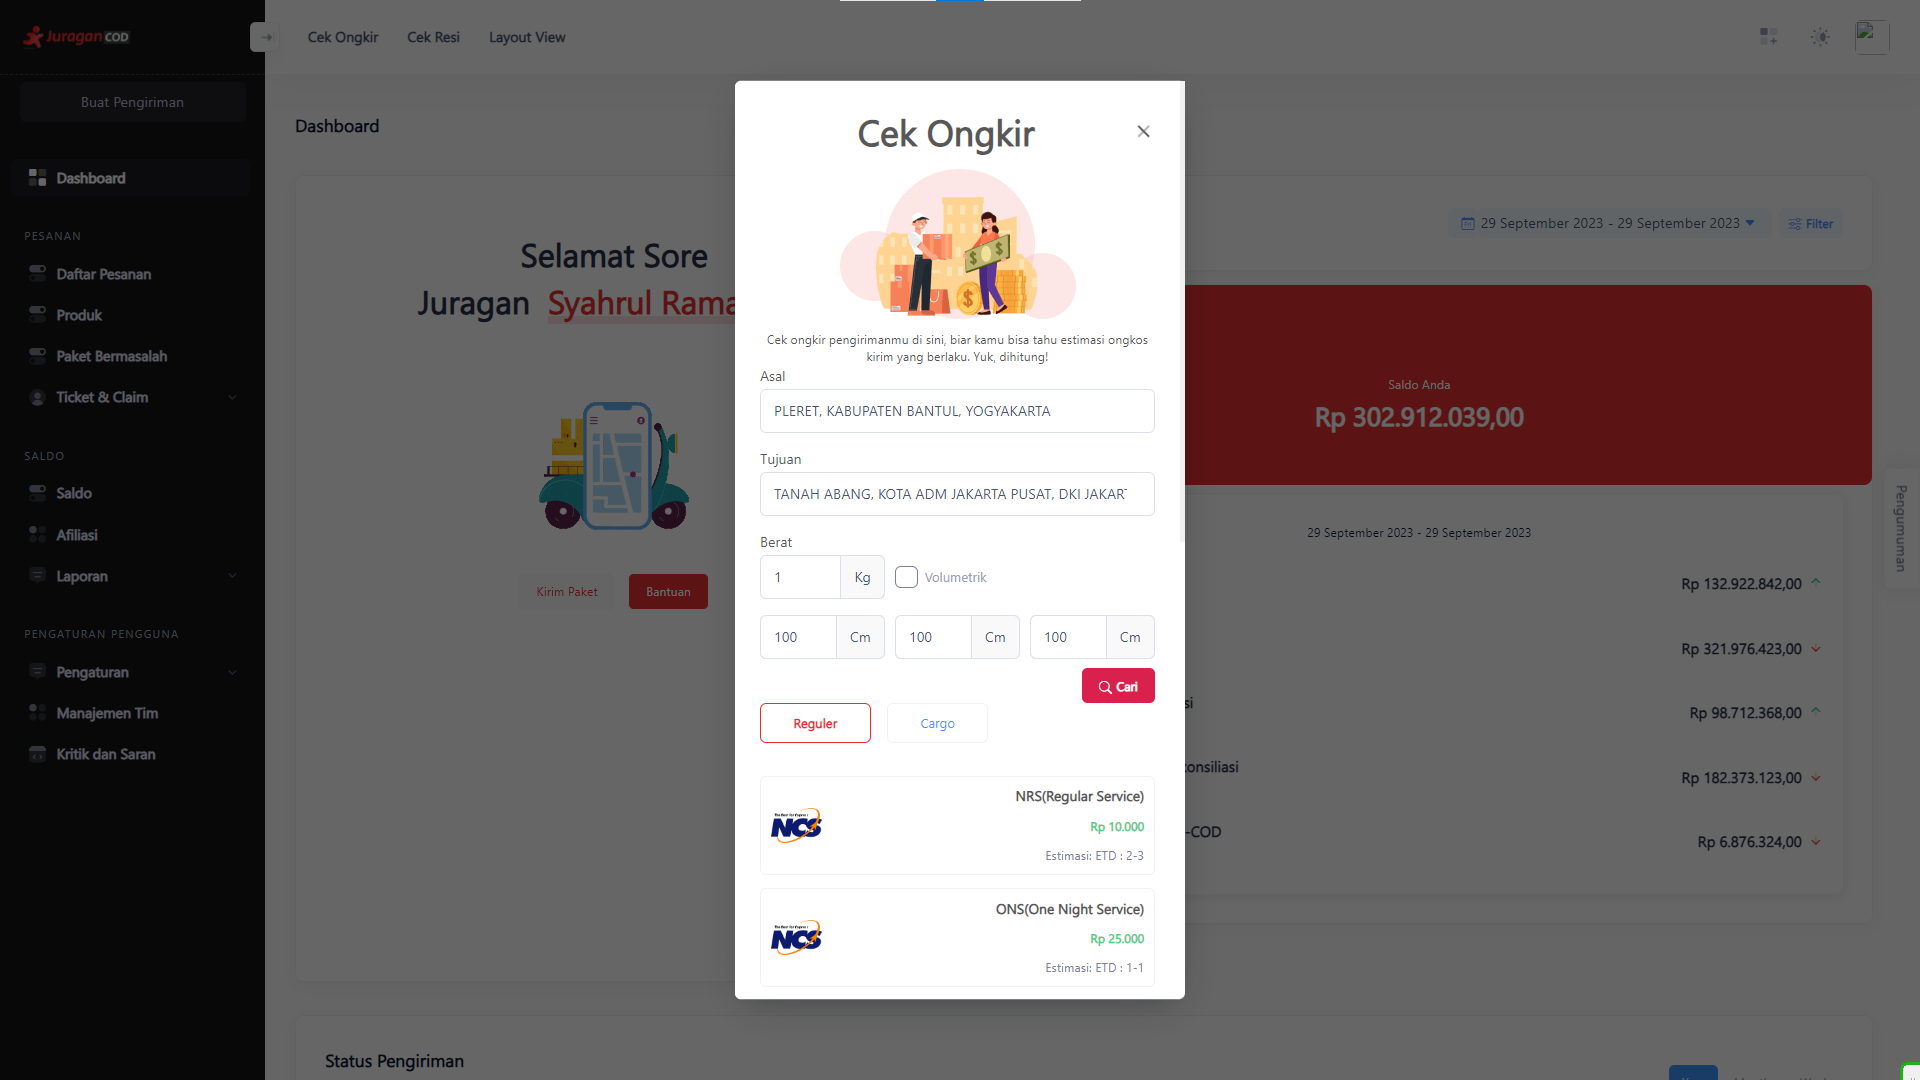 Juragan COD
Cek Ongkir
Cek Resi
Layout View
Buat Pengiriman
Dashboard
PESANAN
Daftar Pesanan
Produk
Paket Bermasalah
Ticket & Claim
SALDO
Saldo
Afiliasi
Laporan
PENGATURAN PENGGUNA
Pengaturan
Manajemen Tim
Kritik dan Saran
Dashboard
Selamat Sore
Juragan Syahrul Rama
Kirim Paket
Bantuan
29 September 2023 - 29 September 2023
Filter
Saldo Anda
Rp 302.912.039,00
29 September 2023 - 29 September 2023
Rp 132.922.842,00
Rp 321.976.423,00
si
Rp 98.712.368,00
konsiliasi
Rp 182.373.123,00
-COD
Rp 6.876.324,00
Pengumuman
Status Pengiriman
Cek Ongkir
Cek ongkir pengirimanmu di sini, biar kamu bisa tahu estimasi ongkos
kirim yang berlaku. Yuk, dihitung!
Asal
PLERET, KABUPATEN BANTUL, YOGYAKARTA
Tujuan
TANAH ABANG, KOTA ADM JAKARTA PUSAT, DKI JAKAR
Berat
1 Kg
Volumetrik
100 Cm
100 Cm
100 Cm
Cari
Reguler
Cargo
NCS
NRS(Regular Service)
Rp 10.000
Estimasi: ETD : 2-3
NCS
ONS(One Night Service)
Rp 25.000
Estimasi: ETD : 1-1